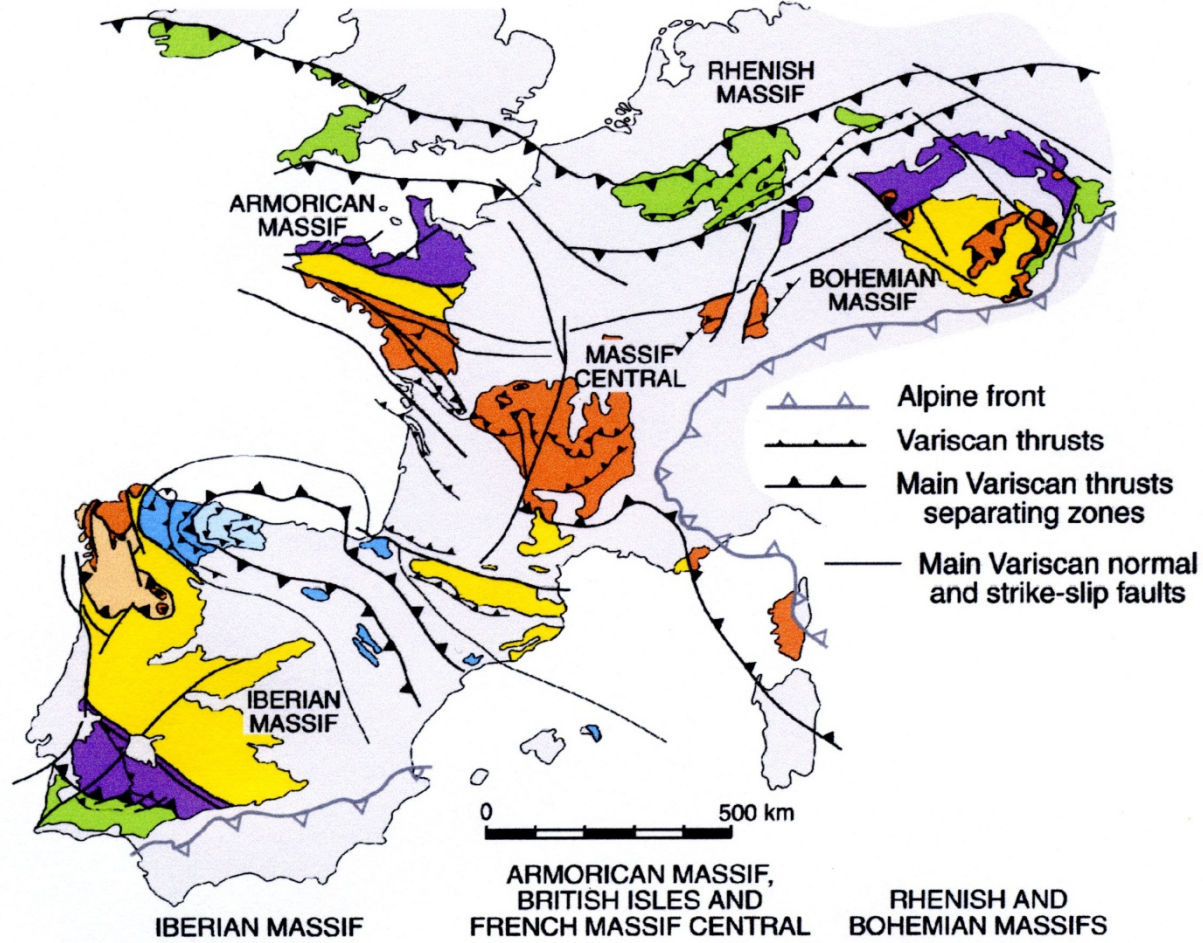 RHENISH
MASSIF
ARMORICAN
MASSIF
BOHEMIAN
MASSIF
MASSIF
CENTRAL
Alpine front
Variscan thrusts
Main Variscan thrusts
separating zones
Main Variscan normal
and strike-slip faults
IBERIAN
MASSIF
0 500 km
IBERIAN MASSIF
ARMORICAN MASSIF,
BRITISH ISLES AND
FRENCH MASSIF CENTRAL
RHENISH AND
BOHEMIAN MASSIFS